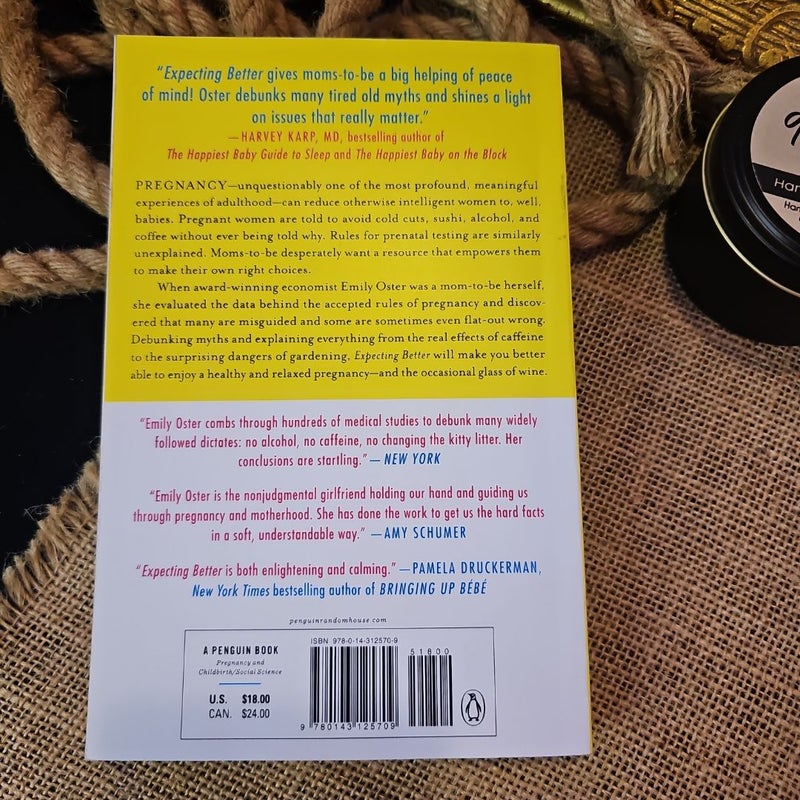 “Expecting Better gives moms-to-be a big helping of peace
of mind! Oster debunks many tired old myths and shines a light
on issues that really matter.”
—HARVEY KARP, MD, bestselling author of
The Happiest Baby Guide to Sleep and The Happiest Baby on the Block
PREGNANCY—unquestionably one of the most profound, meaningful
experiences of adulthood—can reduce otherwise intelligent women to, well,
babies. Pregnant women are told to avoid cold cuts, sushi, alcohol, and
coffee without ever being told why. Rules for prenatal testing are similarly
unexplained. Moms-to-be desperately want a resource that empowers them
to make their own right choices.
When award-winning economist Emily Oster was a mom-to-be herself,
she evaluated the data behind the accepted rules of pregnancy and discov-
ered that many are misguided and some are sometimes even flat-out wrong.
Debunking myths and explaining everything from the real effects of caffeine
to the surprising dangers of gardening, Expecting Better will make you better
able to enjoy a healthy and relaxed pregnancy—and the occasional glass of wine.
“Emily Oster combs through hundreds of medical studies to debunk many widely
followed dictates: no alcohol, no caffeine, no changing the kitty litter. Her
conclusions are startling.” —NEW YORK
“Emily Oster is the nonjudgmental girlfriend holding our hand and guiding us
through pregnancy and motherhood. She has done the work to get us the hard facts
in a soft, understandable way.” —AMY SCHUMER
“Expecting Better is both enlightening and calming.” —PAMELA DRUCKERMAN,
New York Times bestselling author of BRINGING UP BÉBÉ
penguinrandomhouse.com
A PENGUIN BOOK
Pregnancy and
Childbirth/Social Science
U.S. $18.00
CAN. $24.00
ISBN 978-0-14-312570-9
51800
9 780143 125709